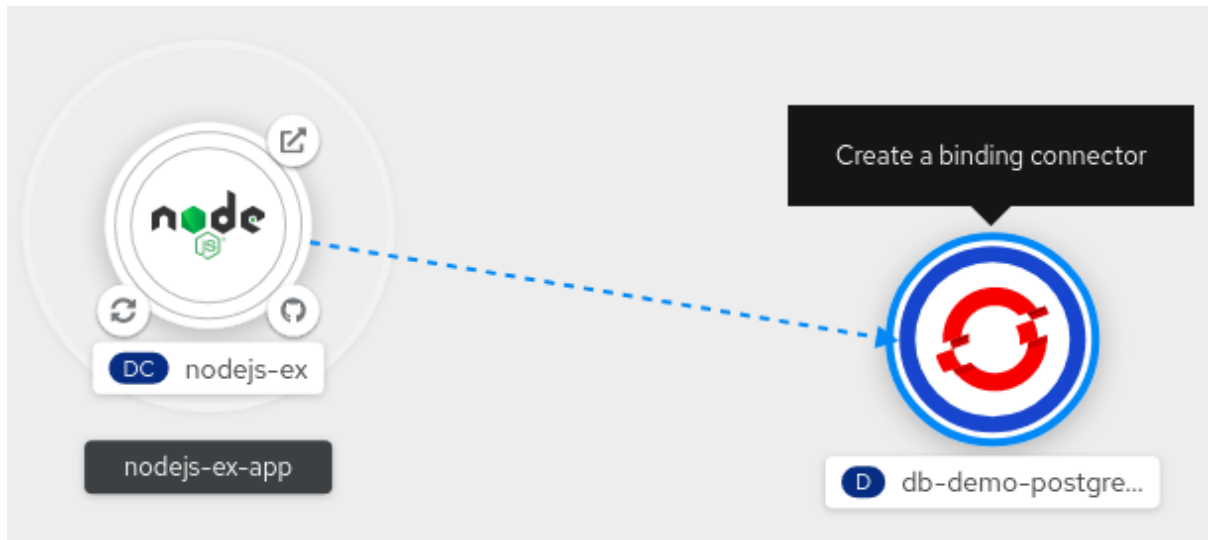 Create a binding connector
node
JS
DC nodejs-ex
nodejs-ex-app
D db-demo-postgre...